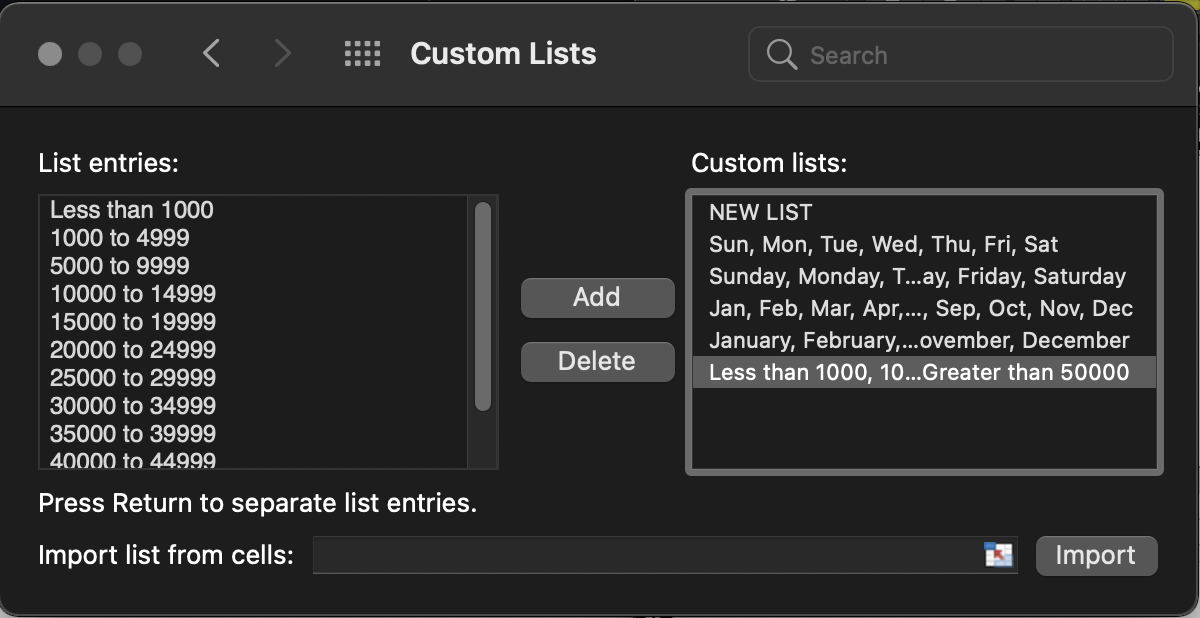 Custom Lists
Search
List entries:
Less than 1000
1000 to 4999
5000 to 9999
10000 to 14999
15000 to 19999
20000 to 24999
25000 to 29999
30000 to 34999
35000 to 39999
40000 to 44999
Add
Delete
Custom lists:
NEW LIST
Sun, Mon, Tue, Wed, Thu, Fri, Sat
Sunday, Monday, T...ay, Friday, Saturday
Jan, Feb, Mar, Apr,..., Sep, Oct, Nov, Dec
January, February,...ovember, December
Less than 1000, 10...Greater than 50000
Press Return to separate list entries.
Import list from cells:
Import